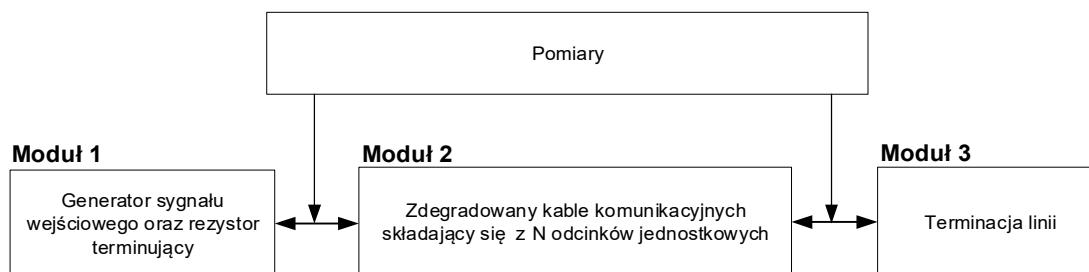 Pomiary
Moduł 1
Moduł 2
Moduł 3
Generator sygnału
wejściowego oraz rezystor
terminujący
Zdegradowany kable komunikacyjnych
składający się z N odcinków jednostkowych
Terminacja linii